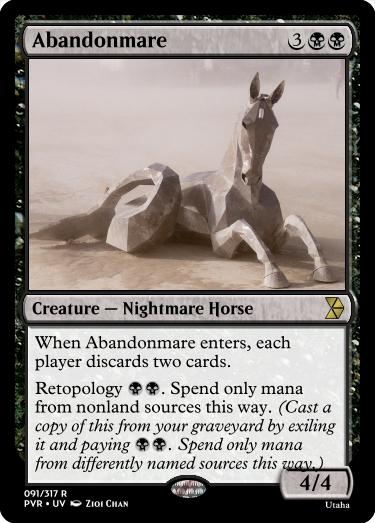 Abandonmare 3
Creature — Nightmare Horse
When Abandonmare enters, each
player discards two cards.
Retopology . Spend only mana
from nonland sources this way. (Cast a
copy of this from your graveyard by exiling
it and paying . Spend only mana
from differently named sources this way.)
4/4
091/317 R
PVR • UV Zioi Chan
Utaha